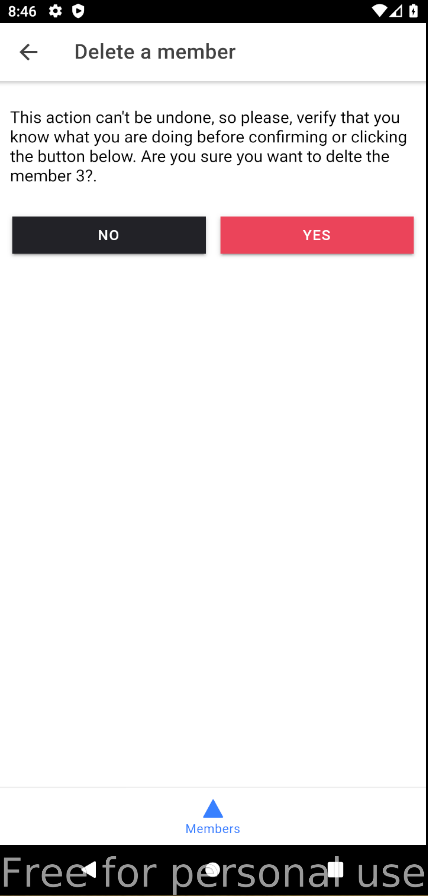 8:46
Delete a member
This action can't be undone, so please, verify that you
know what you are doing before confirming or clicking
the button below. Are you sure you want to delte the
member 3?.
NO
YES
Members
Free for personal use